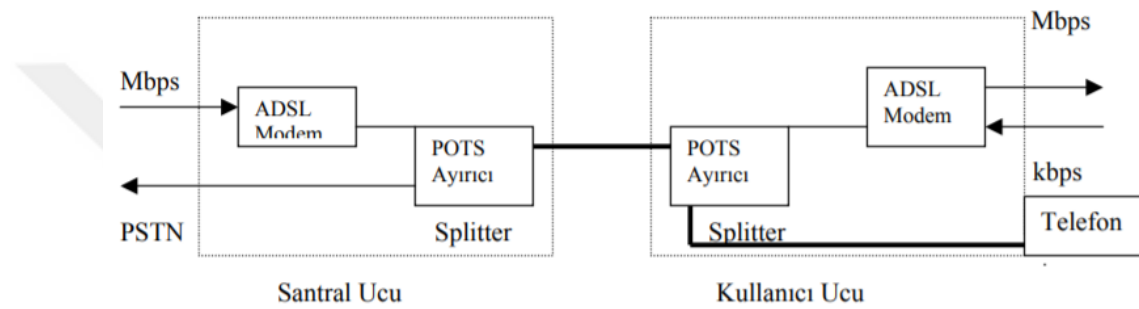 Mbps
Mbps
ADSL
Modem
ADSL
Modem
POTS
Ayırıcı
POTS
Ayırıcı
kbps
PSTN
Splitter
Splitter
Telefon
Santral Ucu
Kullanıcı Ucu